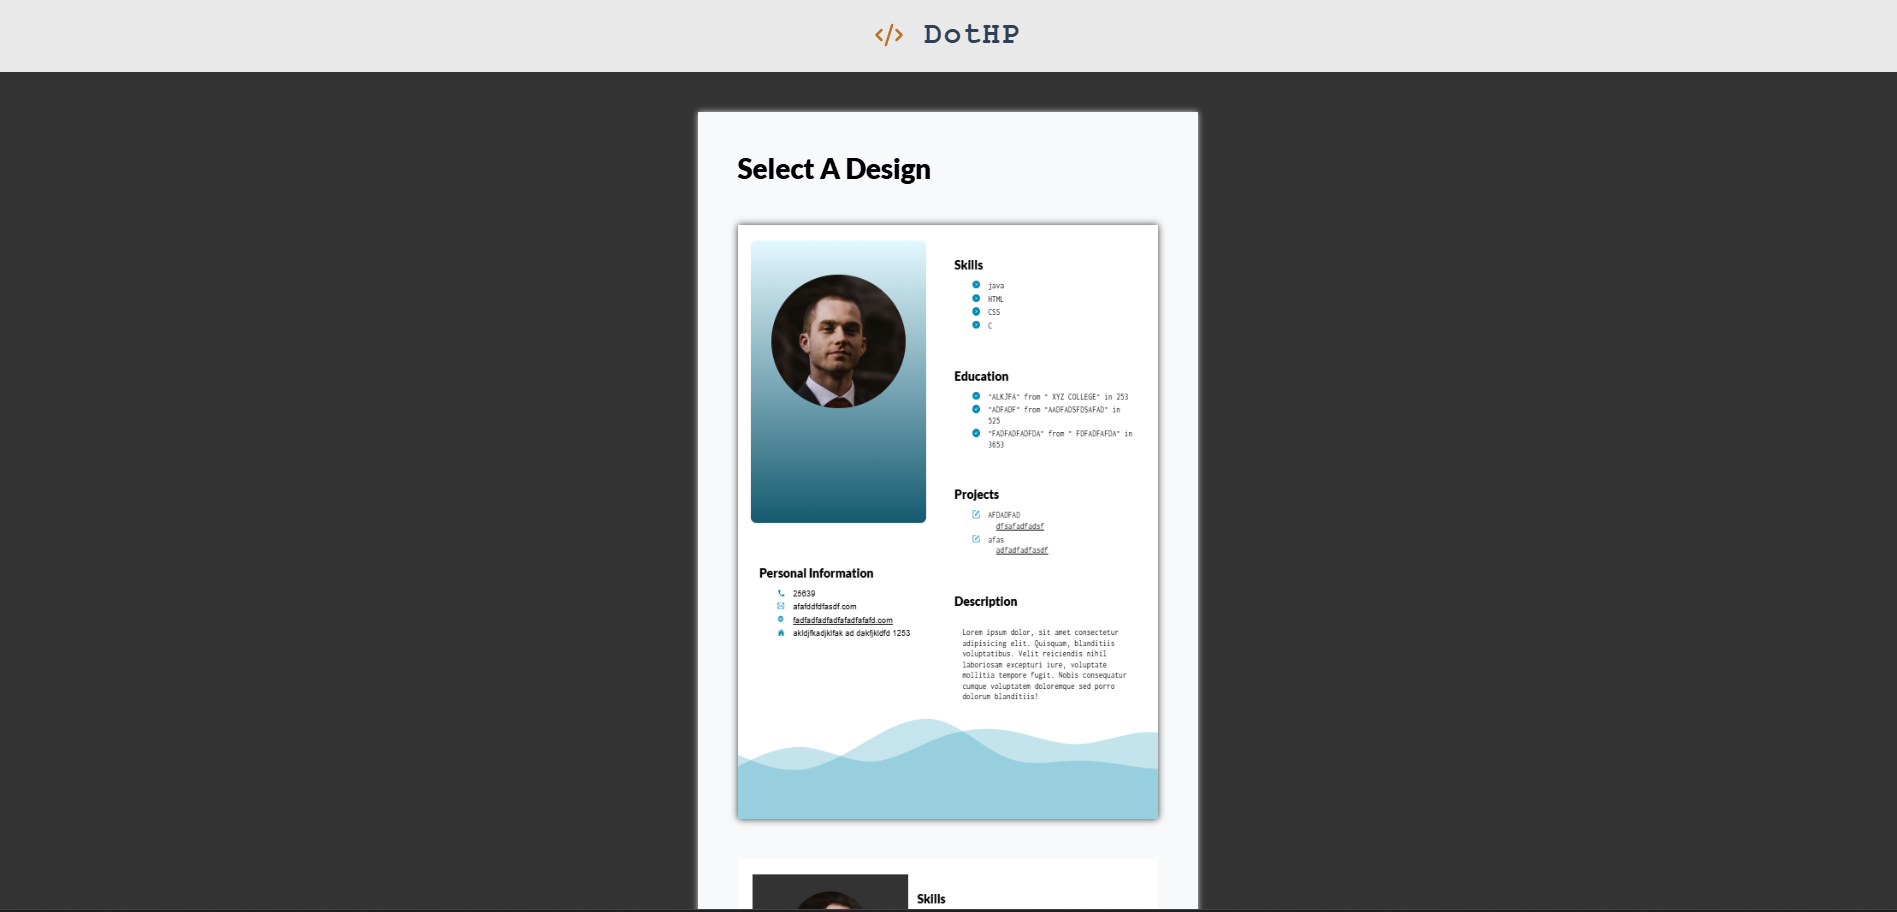 </> DotHP
Select A Design
Skills
java
HTML
CSS
C
Education
"ALKJFA" from " XYZ COLLEGE" in 253
"ADFADF" from "AADFADSFDSAFAD" in
525
"FADFADFADFDA" from " FDFADFAFDA" in
3653
Projects
AFDADFAD
dfsafadfadsf
afas
adfadfadfasdf
Personal Information
25639
afafddfdfasdf.com
fadfadfadfadfafadfafafd.com
akldjfkadjklfak ad dakfjkldfd 1253
Description
Lorem ipsum dolor, sit amet consectetur
adipisicing elit. Quisquam, blanditiis
voluptatibus. Velit reiciendis nihil
laboriosam excepturi iure, voluptate
mollitia tempore fugit. Nobis consequatur
cumque voluptatem doloremque sed porro
dolorum blanditiis!
Skills